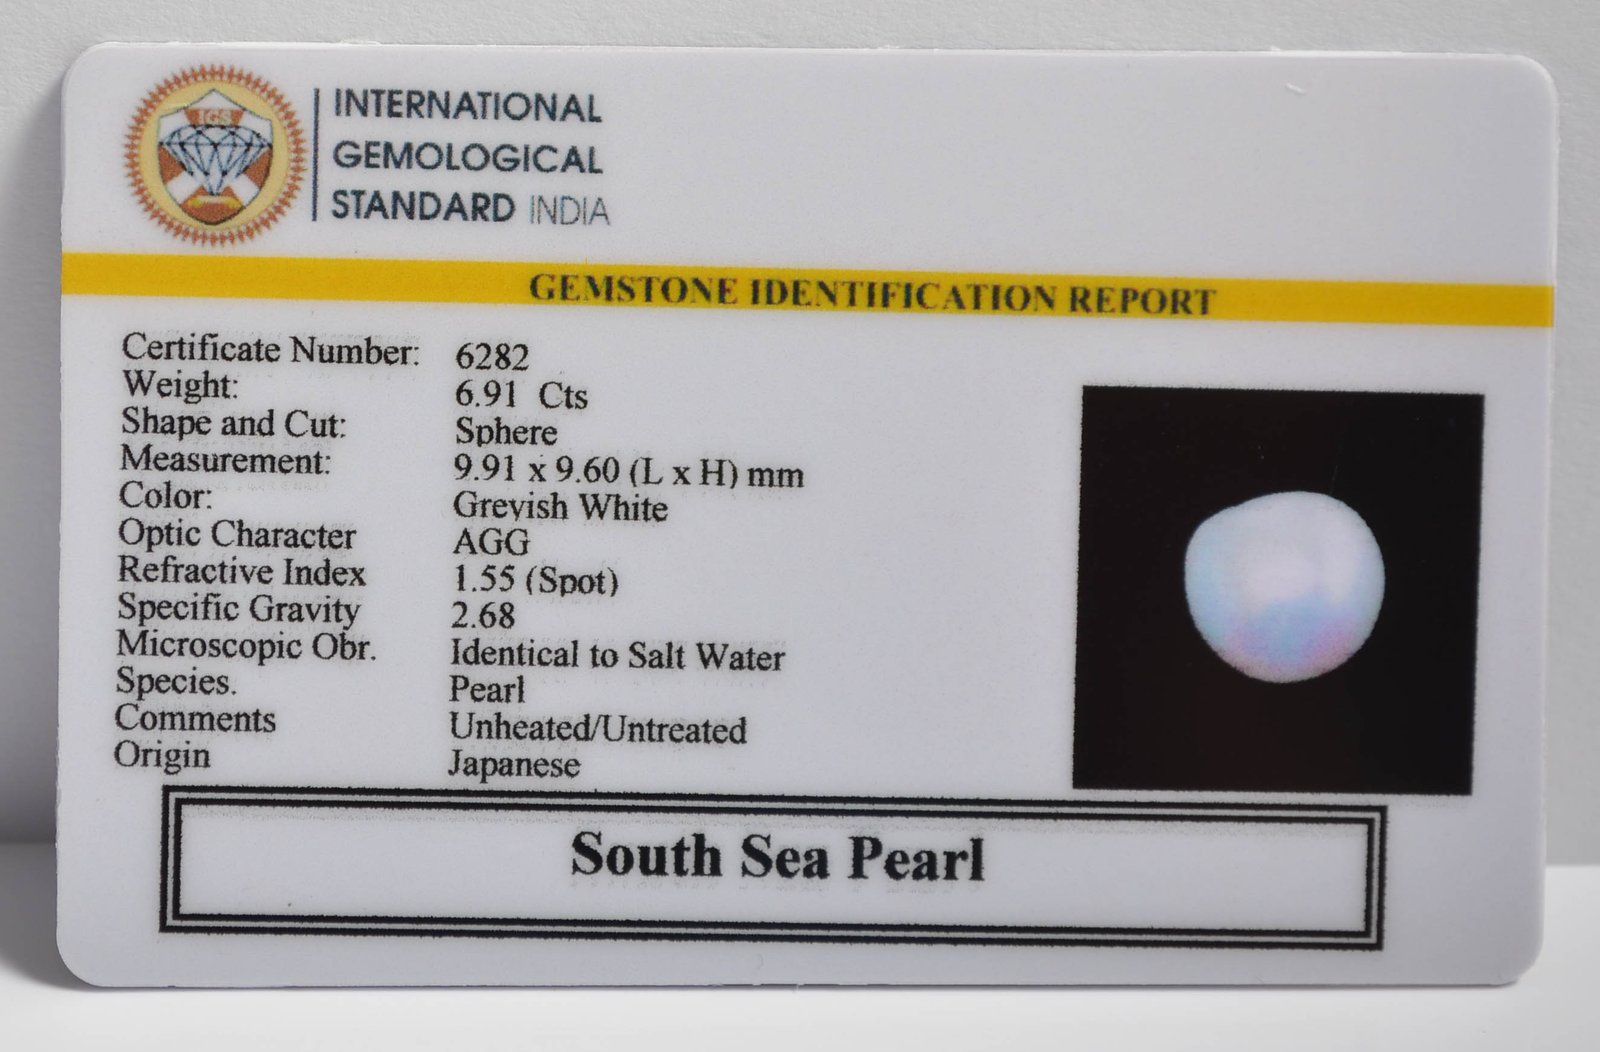 IGS
INTERNATIONAL
GEMOLOGICAL
STANDARD INDIA
GEMSTONE IDENTIFICATION REPORT
Certificate Number: 6282
Weight: 6.91 Cts
Shape and Cut: Sphere
Measurement: 9.91 x 9.60 (L x H) mm
Color: Greyish White
Optic Character AGG
Refractive Index 1.55 (Spot)
Specific Gravity 2.68
Microscopic Obr. Identical to Salt Water
Species. Pearl
Comments Unheated/Untreated
Origin Japanese
South Sea Pearl